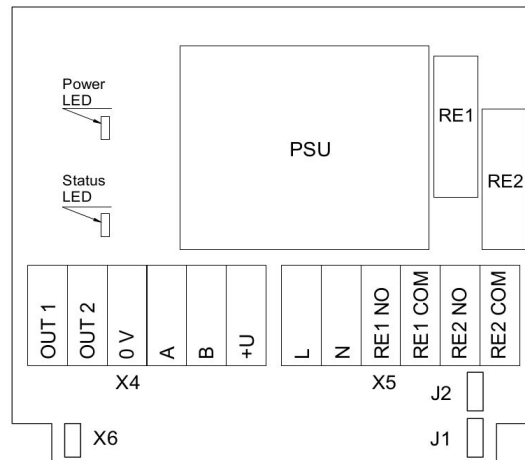 Power
LED
RE1
PSU
RE2
Status
LED
OUT 1
OUT 2
0 V
A
B
+U
L
N
RE1 NO
RE1 COM
RE2 NO
RE2 COM
X4
X5
J2
X6
J1